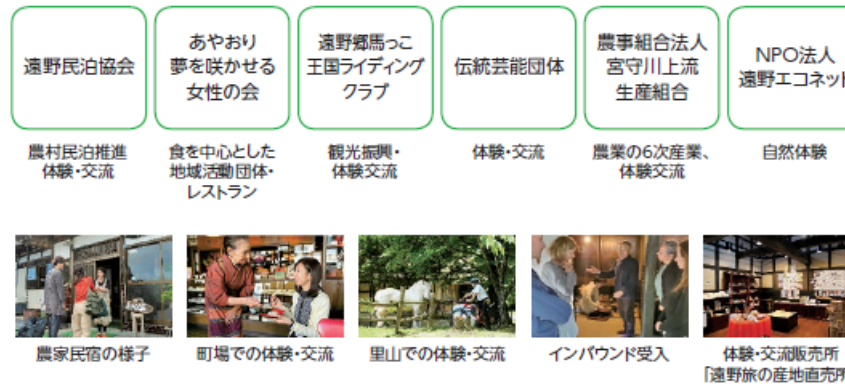 遠野民泊協会
あやおり
夢を咲かせる
女性の会
遠野郷馬っこ
王国ライディング
クラブ
伝統芸能団体
農事組合法人
宮守川上流
生産組合
NPO法人
遠野エコネット
農村民泊推進
体験・交流
食を中心とした
地域活動団体・
レストラン
観光振興・
体験交流
体験・交流
農業の6次産業、
体験交流
自然体験
農家民宿の様子
町場での体験・交流
里山での体験・交流
インバウンド受入
体験・交流販売所
「遠野旅の産地直売所